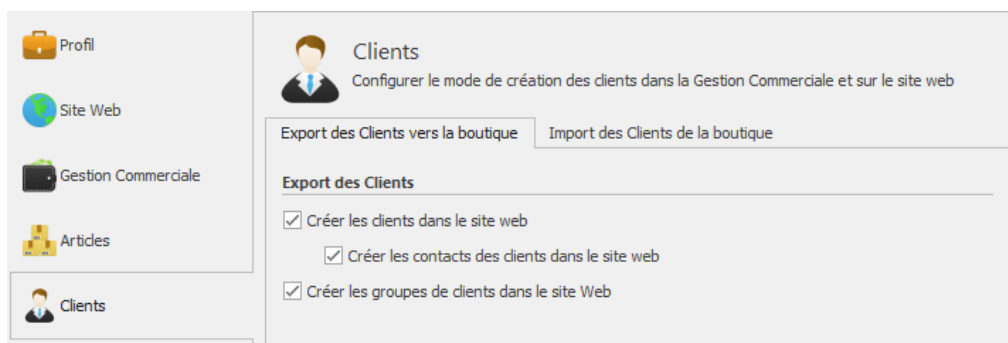 Profil
Site Web
Gestion Commerciale
Articles
Clients
Clients
Configurer le mode de création des clients dans la Gestion Commerciale et sur le site web
Export des Clients vers la boutique
Import des Clients de la boutique
Export des Clients
Créer les clients dans le site web
Créer les contacts des clients dans le site web
Créer les groupes de clients dans le site Web